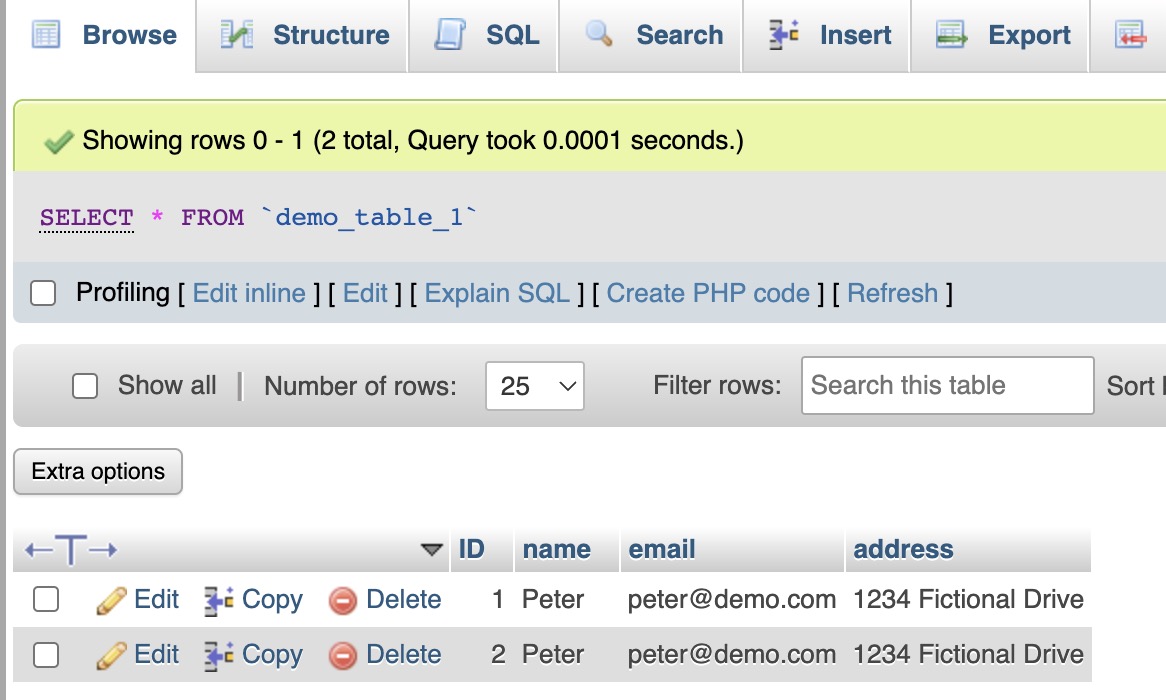 Browse Structure SQL Search Insert Export
Showing rows 0 - 1 (2 total, Query took 0.0001 seconds.)
SELECT * FROM `demo_table_1`
Profiling [ Edit inline ] [ Edit ] [ Explain SQL ] [ Create PHP code ] [ Refresh ]
Show all | Number of rows: 25 Filter rows: Search this table Sort
Extra options
←T→ ID name email address
Edit Copy Delete 1 Peter peter@demo.com 1234 Fictional Drive
Edit Copy Delete 2 Peter peter@demo.com 1234 Fictional Drive